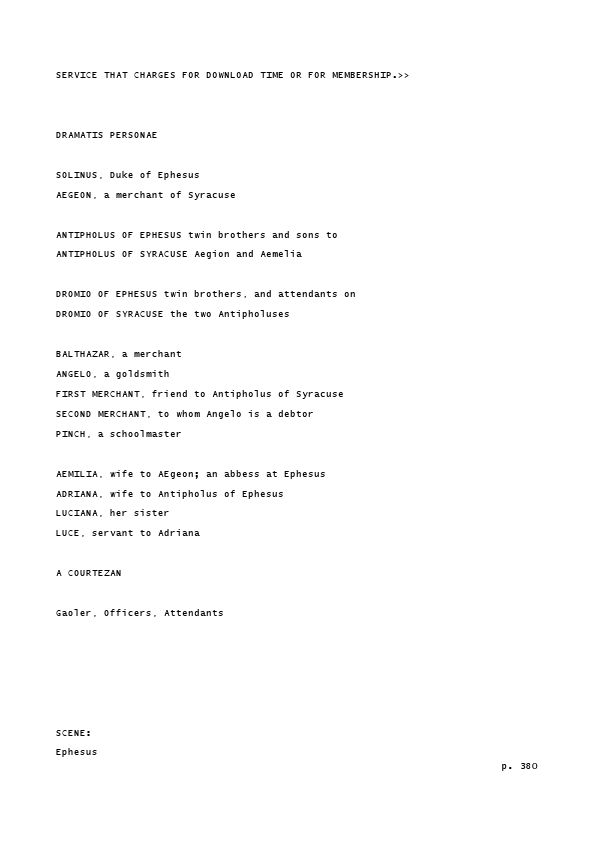 SERVICE THAT CHARGES FOR DOWNLOAD TIME OR FOR MEMBERSHIP.>>
DRAMATIS PERSONAE
SOLINUS, Duke of Ephesus
AEGEON, a merchant of Syracuse
ANTIPHOLUS OF EPHESUS twin brothers and sons to
ANTIPHOLUS OF SYRACUSE Aegion and Aemelia
DROMIO OF EPHESUS twin brothers, and attendants on
DROMIO OF SYRACUSE the two Antipholuses
BALTHAZAR, a merchant
ANGELO, a goldsmith
FIRST MERCHANT, friend to Antipholus of Syracuse
SECOND MERCHANT, to whom Angelo is a debtor
PINCH, a schoolmaster
AEMILIA, wife to AEgeon; an abbess at Ephesus
ADRIANA, wife to Antipholus of Ephesus
LUCIANA, her sister
LUCE, servant to Adriana
A COURTEZAN
Gaoler, Officers, Attendants
SCENE:
Ephesus
p. 380